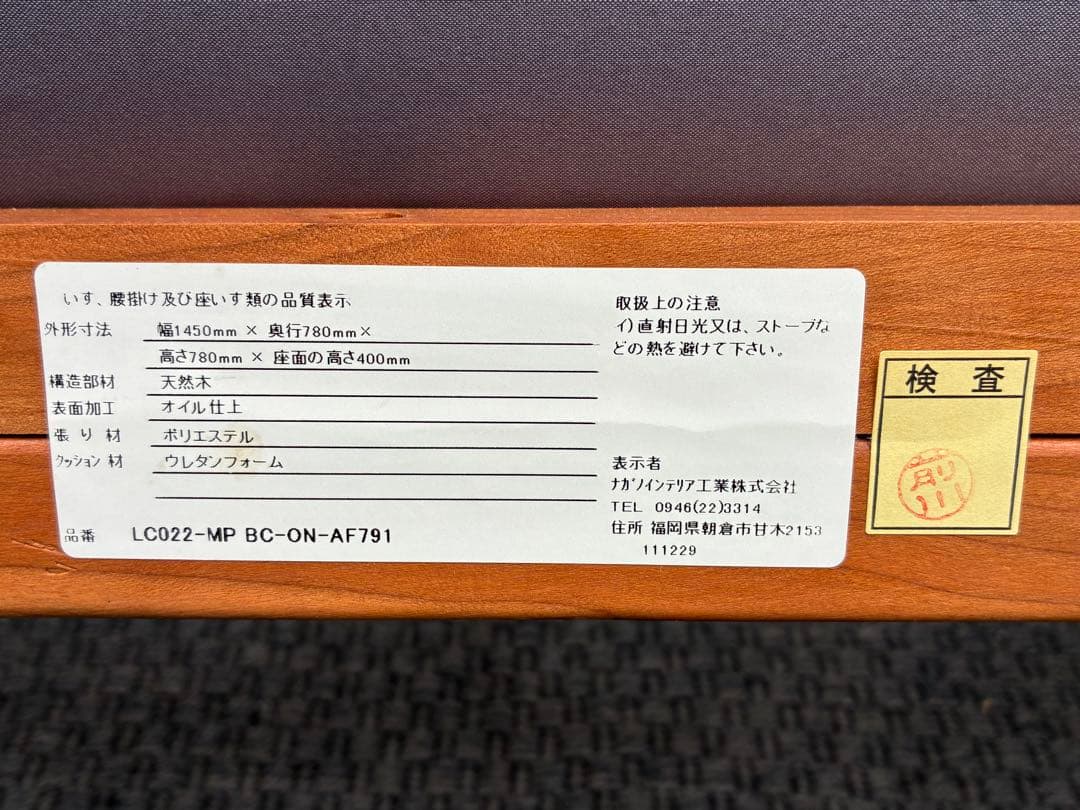 いす、腰掛け及び座いす類の品質表示
外形寸法 幅1450mm × 奥行780mm×
高さ780mm × 座面の高さ400mm
構造部材 天然木
表面加工 オイル仕上
張り材 ポリエステル
クッション材 ウレタンフォーム
品番 LC022-MP BC-ON-AF791
取扱上の注意
イ)直射日光又は、ストーブな
どの熱を避けて下さい。
表示者
ナガノインテリア工業株式会社
TEL 0946(22)3314
住所 福岡県朝倉市甘木2153
111229
検 査